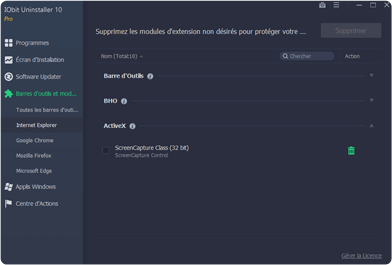 IObit Uninstaller 10
Pro
Supprimez les modules d'extension non désirés pour protéger votre ...
Supprimer
Programmes
Écran d'Installation
Software Updater
Barres d'outils et mod...
Toutes les barres d'outi...
Internet Explorer
Google Chrome
Mozilla Firefox
Microsoft Edge
Applis Windows
Centre d'Actions
Nom (Total:18)
Chercher
Action
Barre d'Outils
BHO
ActiveX
ScreenCapture Class (32 bit)
ScreenCapture Control
Gérer la Licence